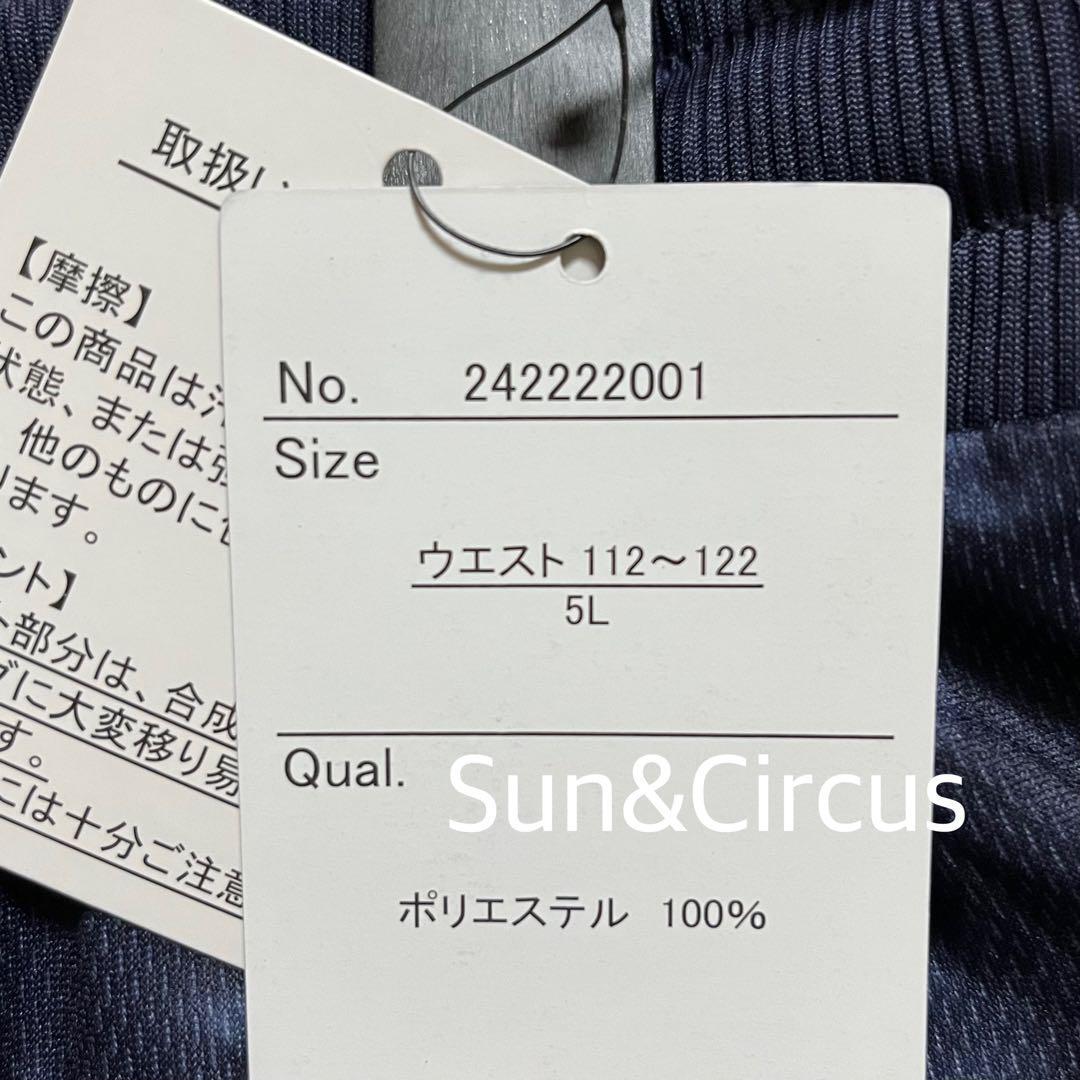 取扱い
【摩擦】
この商品は
状態、または強
他のものに
ります。
ント】
ト部分は、合成
に大変移り易
す。
には十分ご注意
No. 242222001
Size
ウエスト 112～122
5L
Qual.
Sun&Circus
ポリエステル 100%